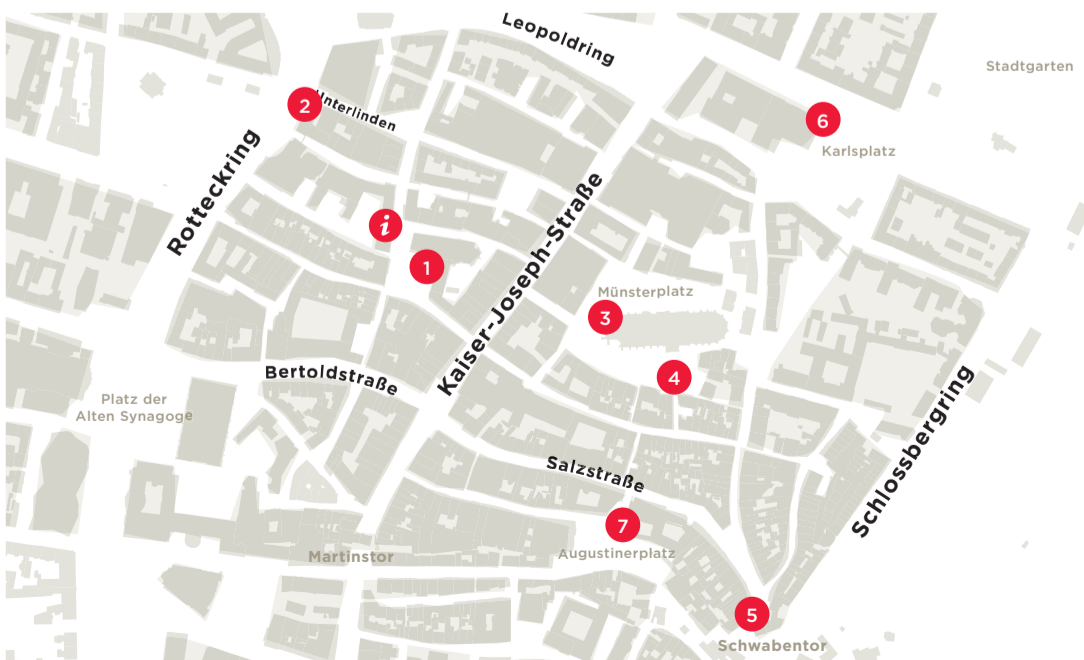 Leopoldring
Stadtgarten
2
Unterlinden
6
Karlsplatz
Rotteckring
i
1
Kaiser-Joseph-Straße
Münsterplatz
3
Bertoldstraße
4
Platz der
Alten Synagoge
Schlossbergring
Salzstraße
7
Augustinerplatz
Martinstor
5
Schwabentor